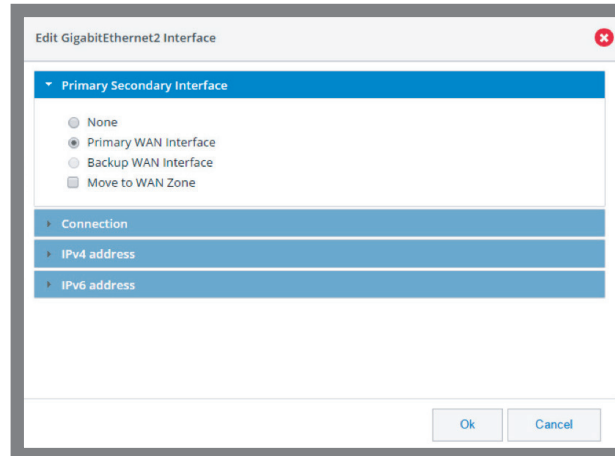 Edit GigabitEthernet2 Interface
Primary Secondary Interface
None
Primary WAN Interface
Backup WAN Interface
Move to WAN Zone
Connection
IPv4 address
IPv6 address
Ok Cancel